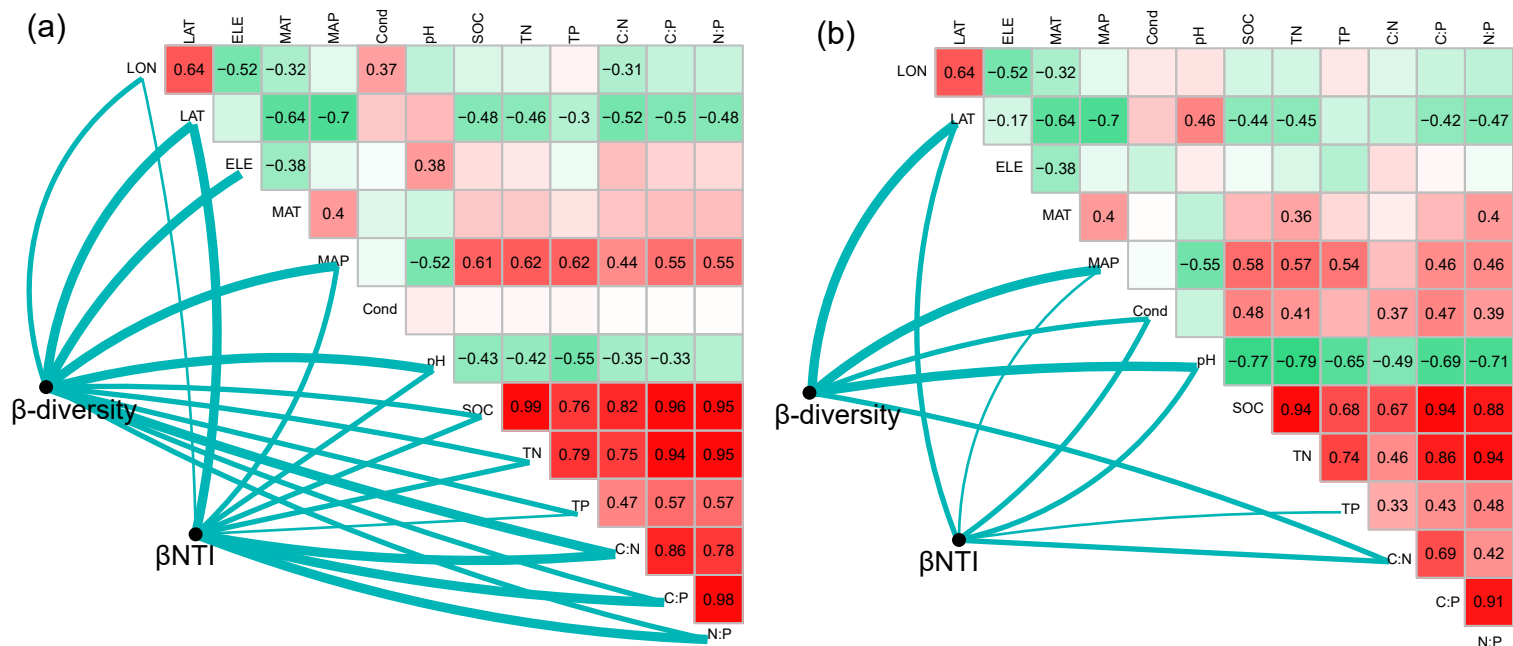 (a)
LAT ELE MAT MAP Cond pH SOC TN TP C:N C:P N:P
LON 0.64 −0.52 −0.32 0.37 −0.31
LAT −0.64 −0.7 −0.48 −0.46 −0.3 −0.52 −0.5 −0.48
ELE −0.38 0.38
MAT 0.4
MAP −0.52 0.61 0.62 0.62 0.44 0.55 0.55
Cond
pH −0.43 −0.42 −0.55 −0.35 −0.33
β-diversity
SOC 0.99 0.76 0.82 0.96 0.95
TN 0.79 0.75 0.94 0.95
TP 0.47 0.57 0.57
βNTI
C:N 0.86 0.78
C:P 0.98
N:P
(b)
LAT ELE MAT MAP Cond pH SOC TN TP C:N C:P N:P
LON 0.64 −0.52 −0.32
LAT −0.17 −0.64 −0.7 0.46 −0.44 −0.45 −0.42 −0.47
ELE −0.38
MAT 0.4 0.36 0.4
MAP −0.55 0.58 0.57 0.54 0.46 0.46
Cond 0.48 0.41 0.37 0.47 0.39
pH −0.77 −0.79 −0.65 −0.49 −0.69 −0.71
β-diversity
SOC 0.94 0.68 0.67 0.94 0.88
TN 0.74 0.46 0.86 0.94
TP 0.33 0.43 0.48
βNTI
C:N 0.69 0.42
C:P 0.91
N:P